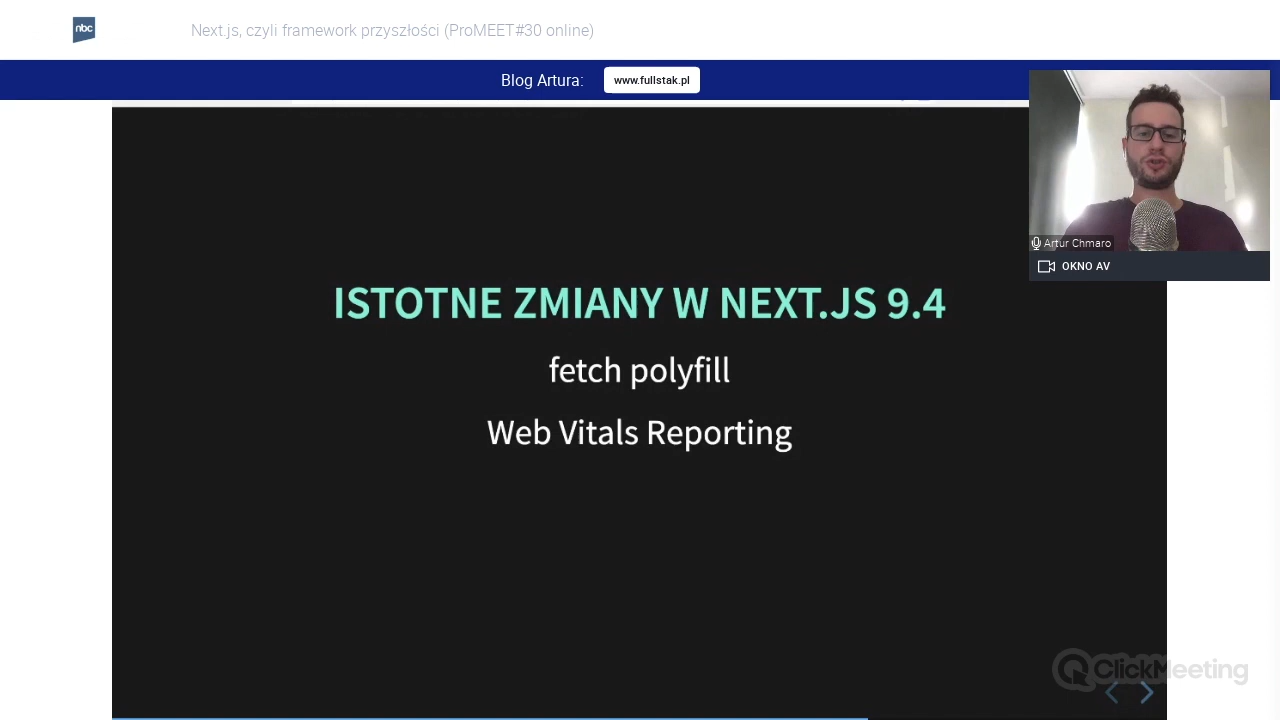 nbc
Next.js, czyli framework przyszłości (ProMEET#30 online)
Blog Artura:
www.fullstak.pl
Artur Chmaro
OKNO AV
ISTOTNE ZMIANY W NEXT.JS 9.4
fetch polyfill
Web Vitals Reporting
ClickMeeting